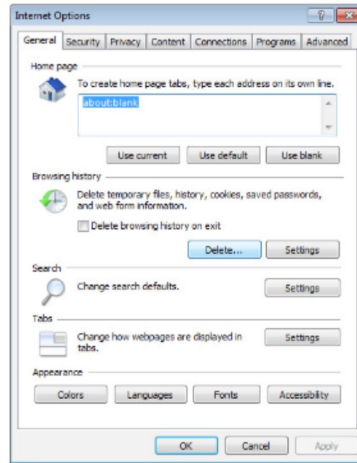 Internet Options
General Security Privacy Content Connections Programs Advanced
Home page
To create home page tabs, type each address on its own line.
about:blank
Use current Use default Use blank
Browsing history
Delete temporary files, history, cookies, saved passwords,
and web form information.
Delete browsing history on exit
Delete... Settings
Search
Change search defaults. Settings
Tabs
Change how webpages are displayed in Settings
tabs.
Appearance
Colors Languages Fonts Accessibility
OK Cancel Apply